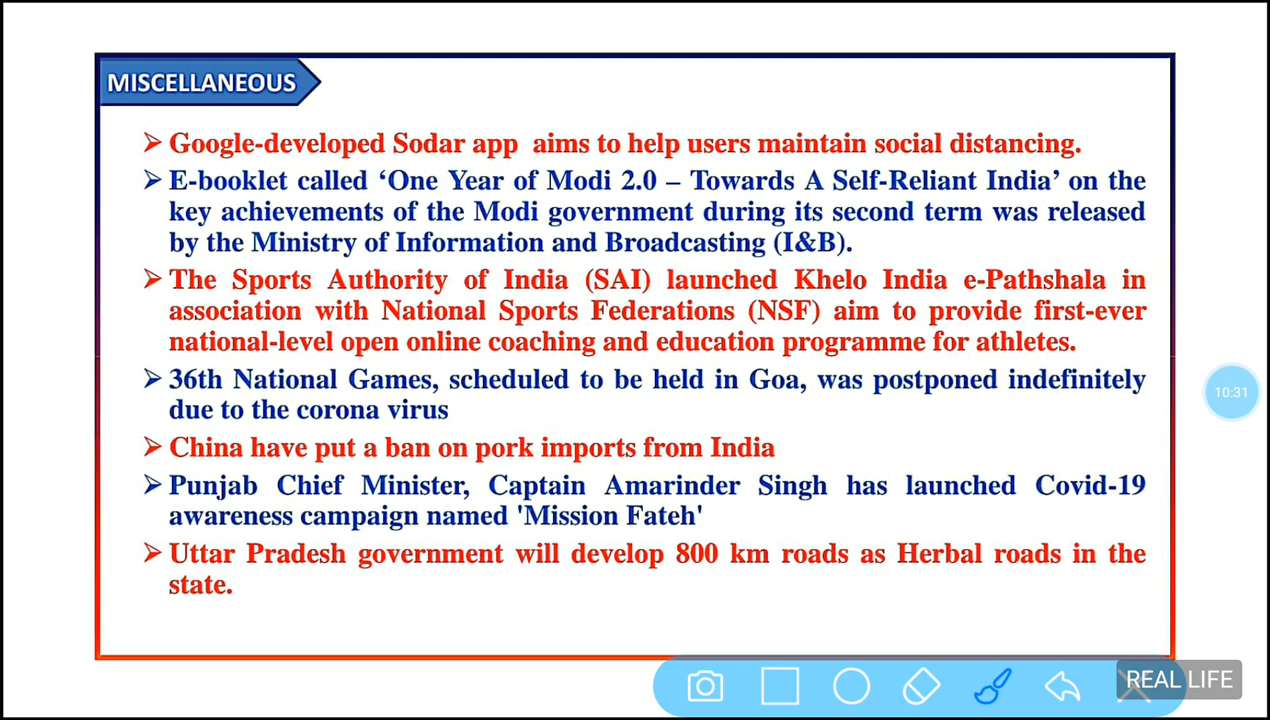 MISCELLANEOUS
➢ Google-developed Sodar app aims to help users maintain social distancing.
➢ E-booklet called ‘One Year of Modi 2.0 – Towards A Self-Reliant India’ on the
key achievements of the Modi government during its second term was released
by the Ministry of Information and Broadcasting (I&B).
➢ The Sports Authority of India (SAI) launched Khelo India e-Pathshala in
association with National Sports Federations (NSF) aim to provide first-ever
national-level open online coaching and education programme for athletes.
➢ 36th National Games, scheduled to be held in Goa, was postponed indefinitely
due to the corona virus
➢ China have put a ban on pork imports from India
➢ Punjab Chief Minister, Captain Amarinder Singh has launched Covid-19
awareness campaign named 'Mission Fateh'
➢ Uttar Pradesh government will develop 800 km roads as Herbal roads in the
state.
10:31
REAL LIFE